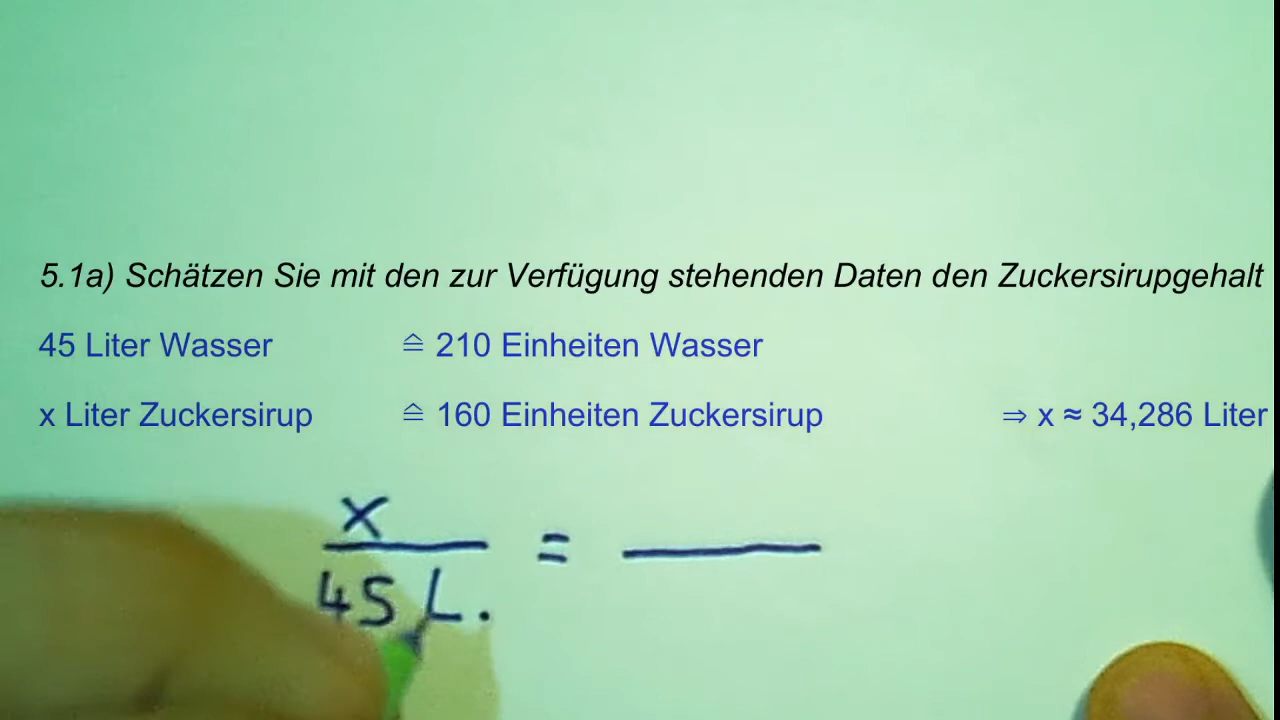 5.1a) Schätzen Sie mit den zur Verfügung stehenden Daten den Zuckersirupgehalt
45 Liter Wasser ≙ 210 Einheiten Wasser
x Liter Zuckersirup ≙ 160 Einheiten Zuckersirup ⇒ x ≈ 34,286 Liter
x
=
45 L.